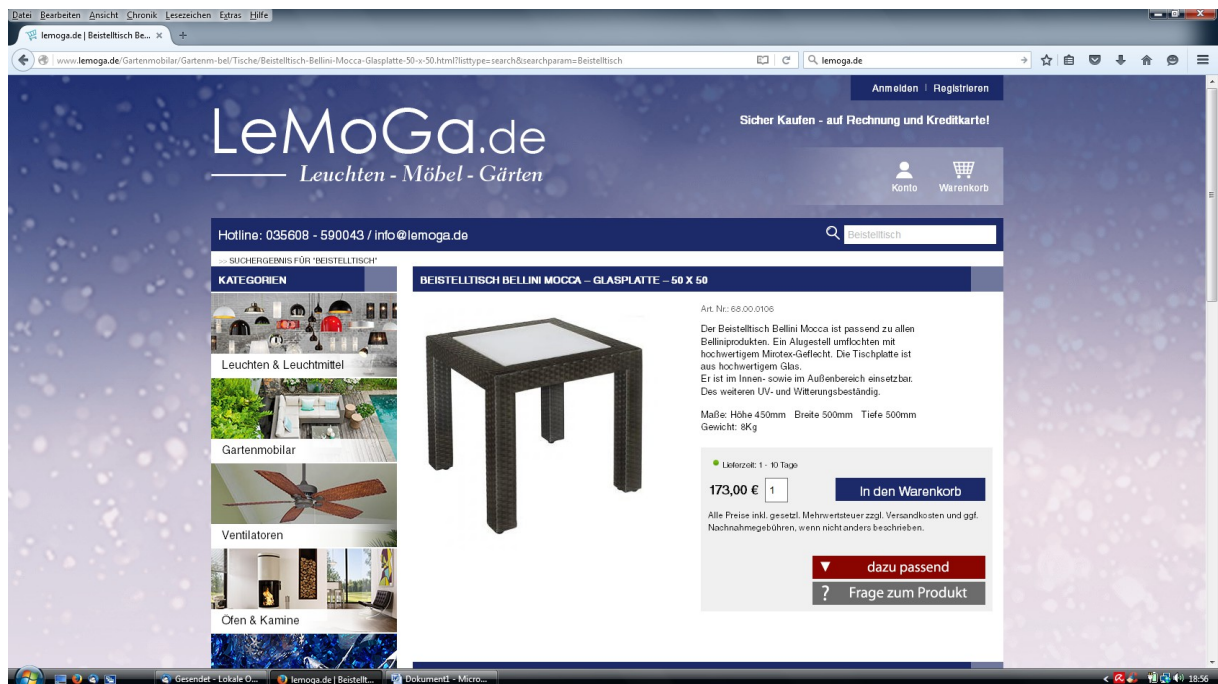 Datei Bearbeiten Ansicht Chronik Lesezeichen Extras Hilfe
lemoga.de | Beistelltisch Be... × +
www.lemoga.de/Gartenmobilar/Gartenm-bel/Tische/Beistelltisch-Bellini-Mocca-Glasplatte-50-x-50.html?listtype=search&searchparam=Beistelltisch
lemoga.de
Anmelden | Registrieren
LeMoGa.de
Leuchten - Möbel - Gärten
Sicher Kaufen - auf Rechnung und Kreditkarte!
Konto Warenkorb
Hotline: 035608 - 590043 / info@lemoga.de
Beistelltisch
>> SUCHERGEBNIS FÜR "BEISTELLTISCH"
KATEGORIEN
Leuchten & Leuchtmittel
Gartenmobilar
Ventilatoren
Öfen & Kamine
BEISTELLTISCH BELLINI MOCCA – GLASPLATTE – 50 X 50
Art. Nr.: 68.00.0106
Der Beistelltisch Bellini Mocca ist passend zu allen
Belliniprodukten. Ein Alugestell umflochten mit
hochwertigem Mirotex-Geflecht. Die Tischplatte ist
aus hochwertigem Glas.
Er ist im Innen- sowie im Außenbereich einsetzbar.
Des weiteren UV- und Witterungsbeständig.
Maße: Höhe 450mm Breite 500mm Tiefe 500mm
Gewicht: 8Kg
Lieferzeit: 1 - 10 Tage
173,00 € 1 In den Warenkorb
Alle Preise inkl. gesetzl. Mehrwertsteuer zzgl. Versandkosten und ggf.
Nachnahmegebühren, wenn nicht anders beschrieben.
dazu passend
? Frage zum Produkt
Gesendet - Lokale O... lemoga.de | Beistellt... Dokument1 - Micro... 18:56